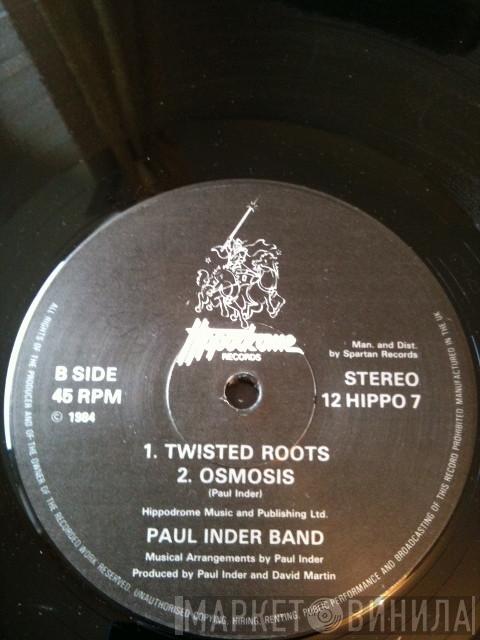 Hippodrome
RECORDS
Man. and Dist.
by Spartan Records
B SIDE
45 RPM
© 1984
STEREO
12 HIPPO 7
1. TWISTED ROOTS
2. OSMOSIS
(Paul Inder)
Hippodrome Music and Publishing Ltd.
PAUL INDER BAND
Musical Arrangements by Paul Inder
Produced by Paul Inder and David Martin
ALL RIGHTS OF THE PRODUCER AND OF THE OWNER OF THE RECORDED WORK RESERVED. UNAUTHORISED COPYING, HIRING, RENTING, PUBLIC PERFORMANCE AND BROADCASTING OF THIS RECORD PROHIBITED MANUFACTURED IN THE UK
МАРКЕТ ВИНИЛА